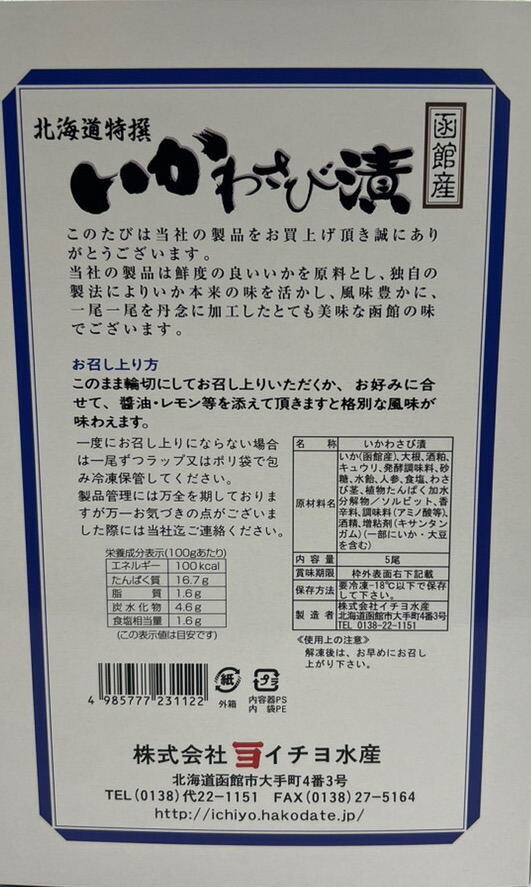 北海道特撰
いかわさび漬
函館産
このたびは当社の製品をお買上げ頂き誠にあり
がとうございます。
当社の製品は鮮度の良いいかを原料とし、独自の
製法によりいか本来の味を活かし、風味豊かに、
一尾一尾を丹念に加工したとても美味な函館の味
でございます。
お召し上り方
このまま輪切にしてお召し上りいただくか、お好みに合
せて、醤油・レモン等を添えて頂きますと格別な風味が
味わえます。
一度にお召し上りにならない場合
は一尾ずつラップ又はポリ袋で包
み冷凍保管してください。
製品管理には万全を期しておりま
すが万一お気づきの点がございま
した際には当社迄ご連絡ください。
栄養成分表示(100gあたり)
エネルギー 100kcal
たんぱく質 16.7g
脂質 1.6g
炭水化物 4.6g
食塩相当量 1.6g
(この表示値は目安です)
名称 いかわさび漬
原材料名 いか(函館産)、大根、酒粕、
キュウリ、発酵調味料、砂
糖、水飴、人参、食塩、わさ
び茎、植物たんぱく加水
分解物/ソルビット、香
辛料、調味料(アミノ酸等)、
酒精、増粘剤(キサンタン
ガム)(一部にいか・大豆
を含む)
内容量 5尾
賞味期限 枠外表面右下記載
保存方法 要冷凍-18℃以下で保存
して下さい。
製造者 株式会社イチヨ水産
北海道函館市大手町4番3号
TEL 0138-22-1151
《使用上の注意》
解凍後は、お早めにお召し
上がり下さい。
4 985777 231122
紙
外箱
プラ
内容器PS
内袋PE
株式会社 ヨイチヨ水産
北海道函館市大手町4番3号
TEL(0138)代22-1151 FAX(0138)27-5164
http://ichiyo.hakodate.jp/